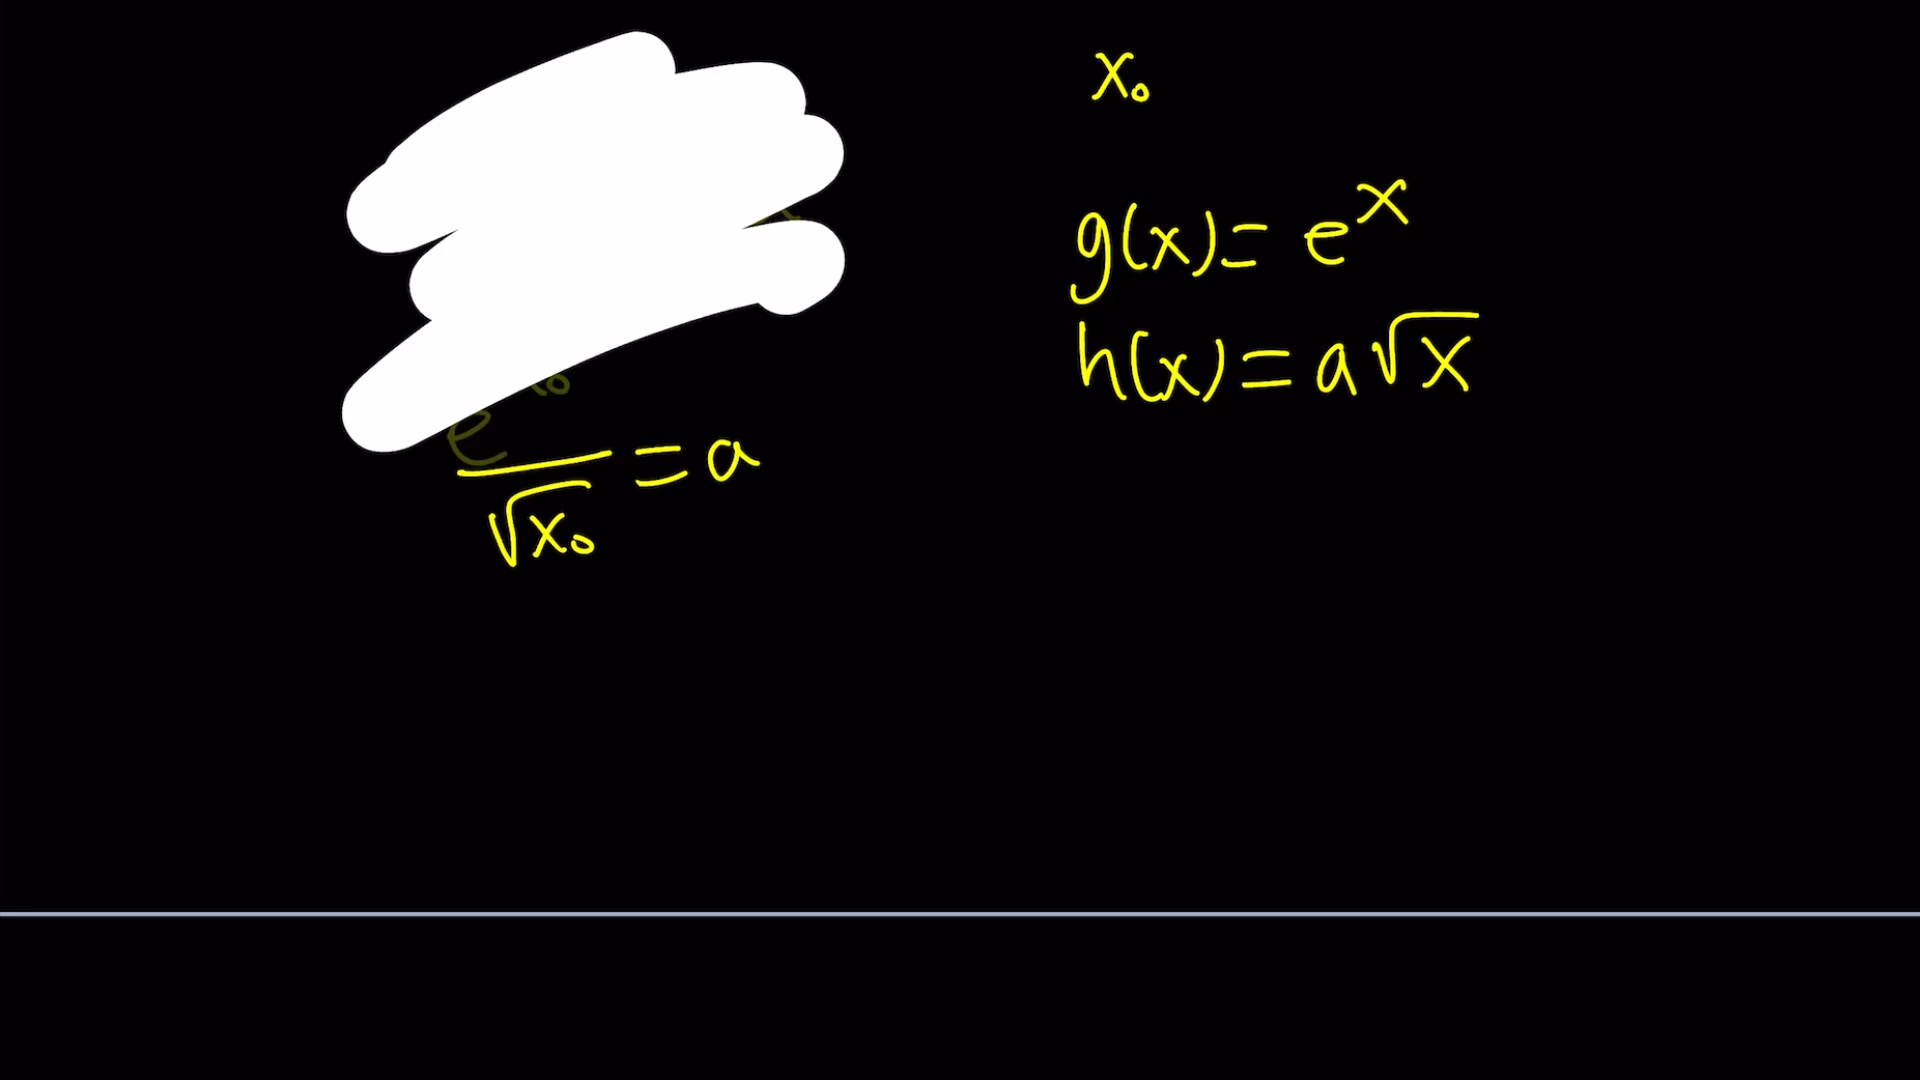 x₀
g(x) = e^x
h(x) = a√x
e^x₀/√x₀ = a